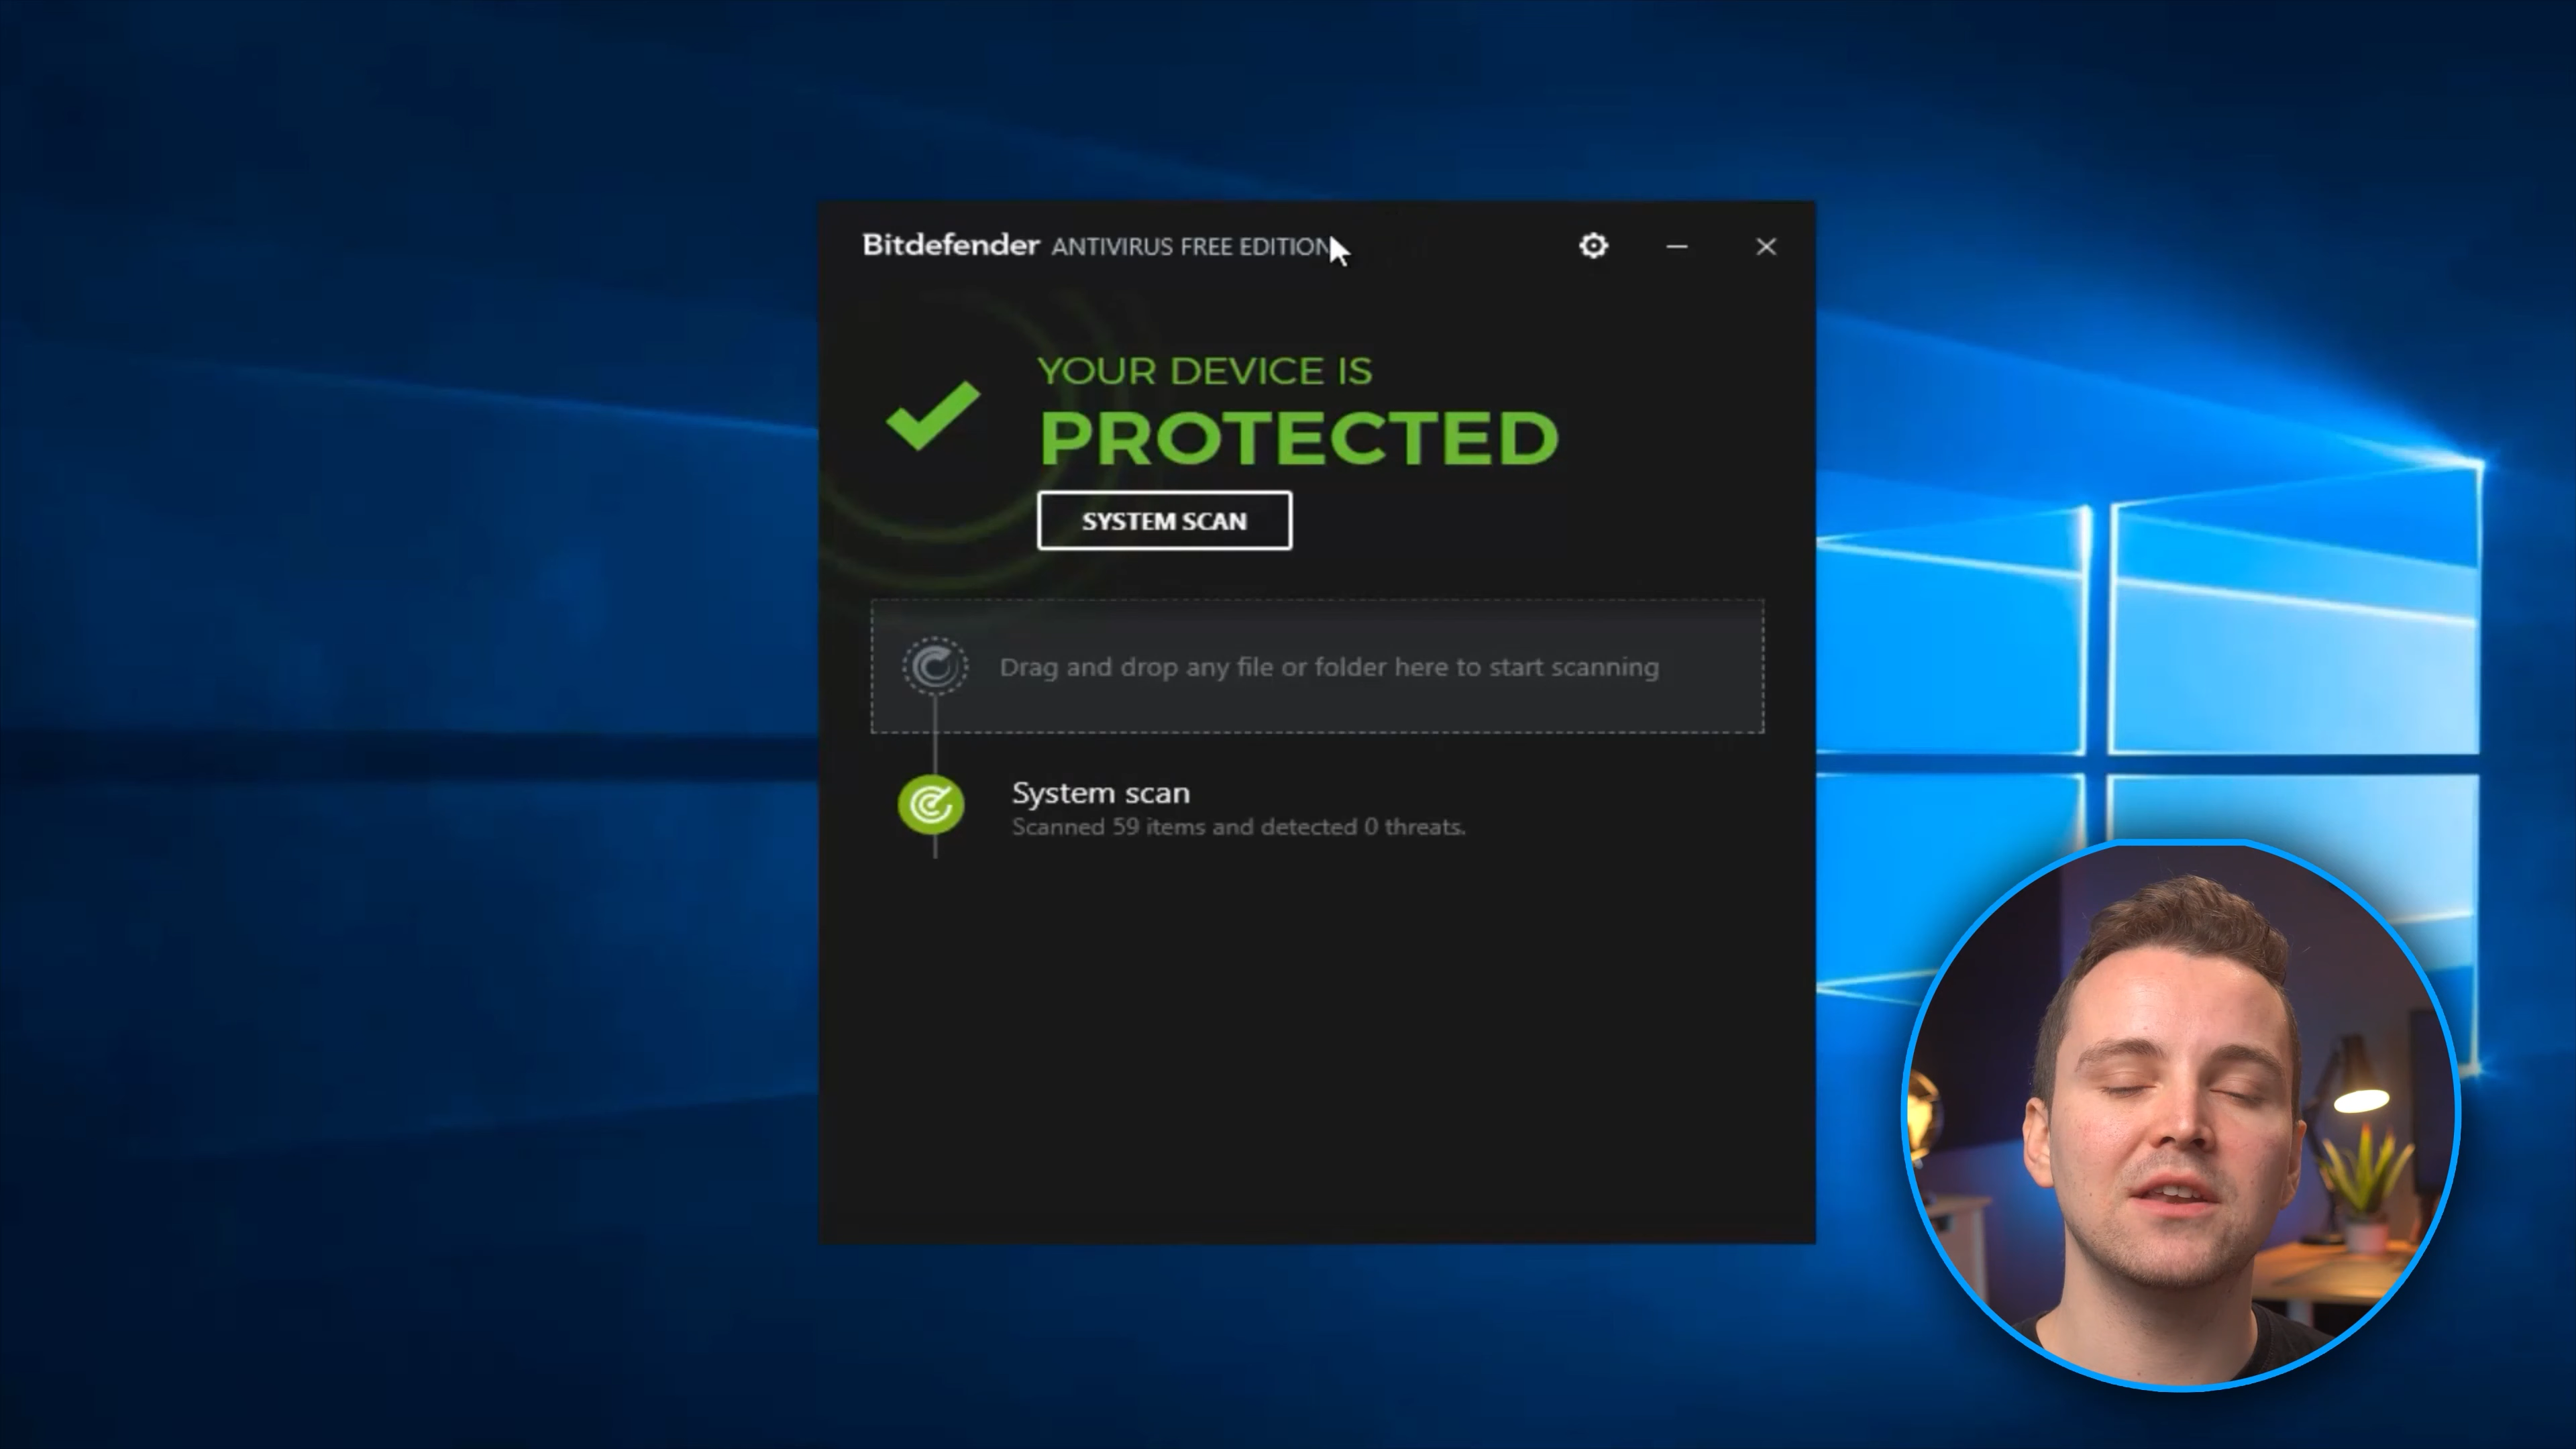 Bitdefender ANTIVIRUS FREE EDITION
YOUR DEVICE IS
PROTECTED
SYSTEM SCAN
Drag and drop any file or folder here to start scanning
System scan
Scanned 59 items and detected 0 threats.